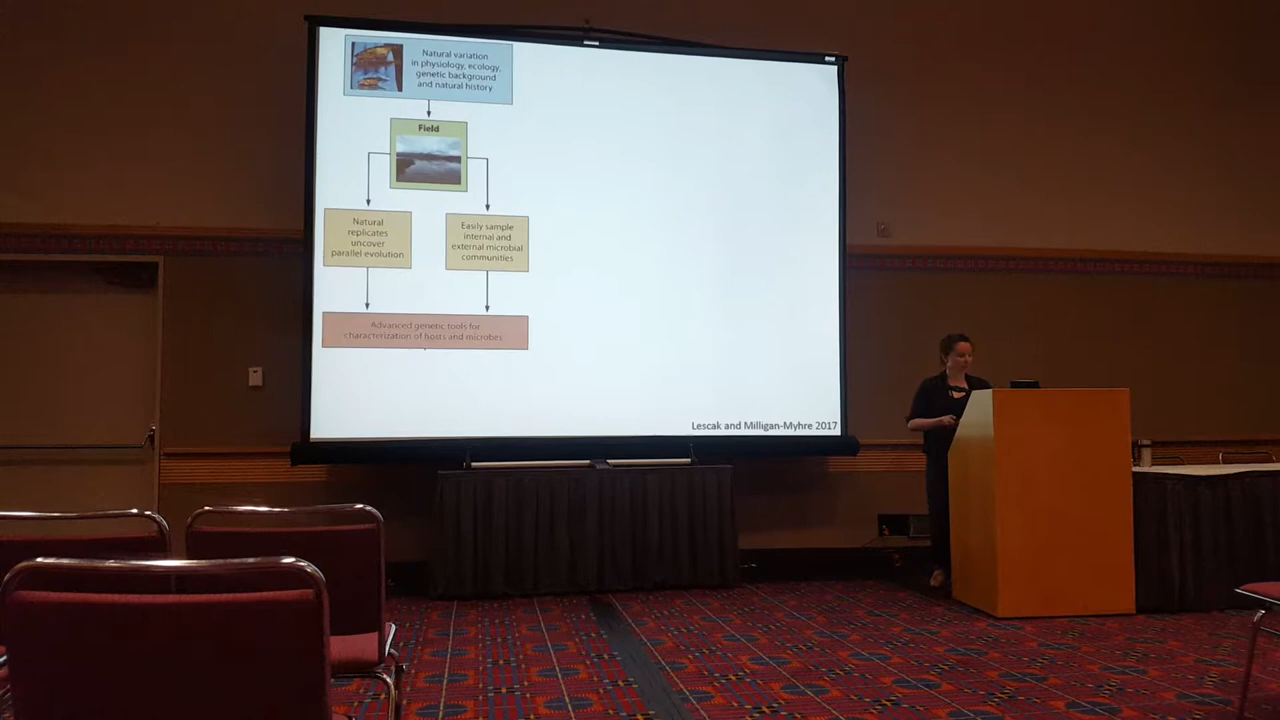 Natural variation
in physiology, ecology,
genetic background
and natural history
Field
Natural
replicates
uncover
parallel evolution
Easily sample
internal and
external microbial
communities
Advanced genetic tools for
characterization of hosts and microbes
Lescak and Milligan-Myhre 2017